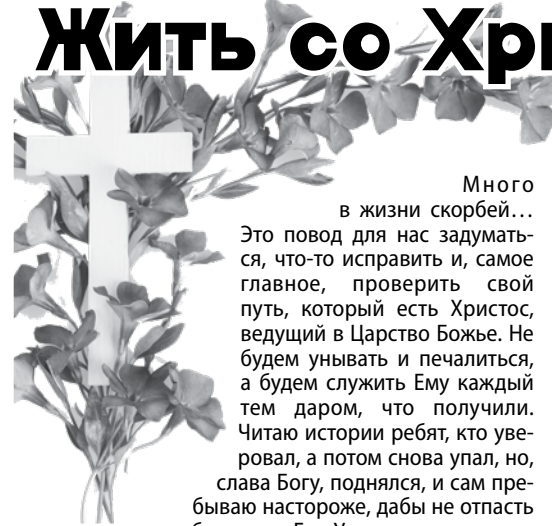 Жить со Хри
Много
в жизни скорбей…
Это повод для нас задумать-
ся, что-то исправить и, самое
главное, проверить свой
путь, который есть Христос,
ведущий в Царство Божье. Не
будем унывать и печалиться,
а будем служить Ему каждый
тем даром, что получили.
Читаю истории ребят, кто уве-
ровал, а потом снова упал, но,
слава Богу, поднялся, и сам пре-
бываю настороже, дабы не отпасть